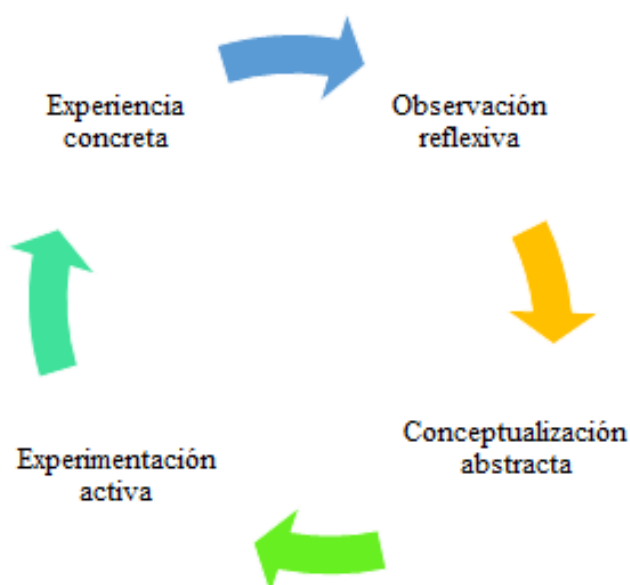 Experiencia
concreta
Observación
reflexiva
Conceptualización
abstracta
Experimentación
activa